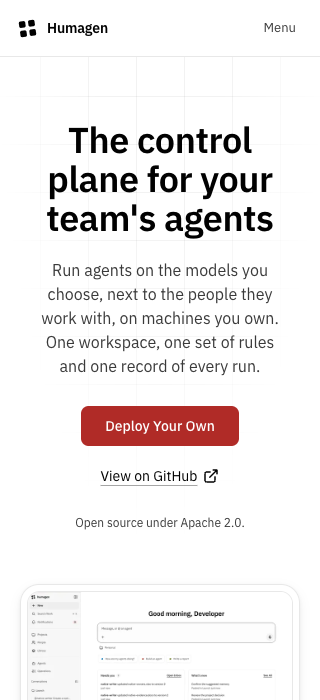 Humagen
Menu
The control
plane for your
team's agents
Run agents on the models you
choose, next to the people they
work with, on machines you own.
One workspace, one set of rules
and one record of every run.
Deploy Your Own
View on GitHub
Open source under Apache 2.0.
Humagen
Good morning, Developer